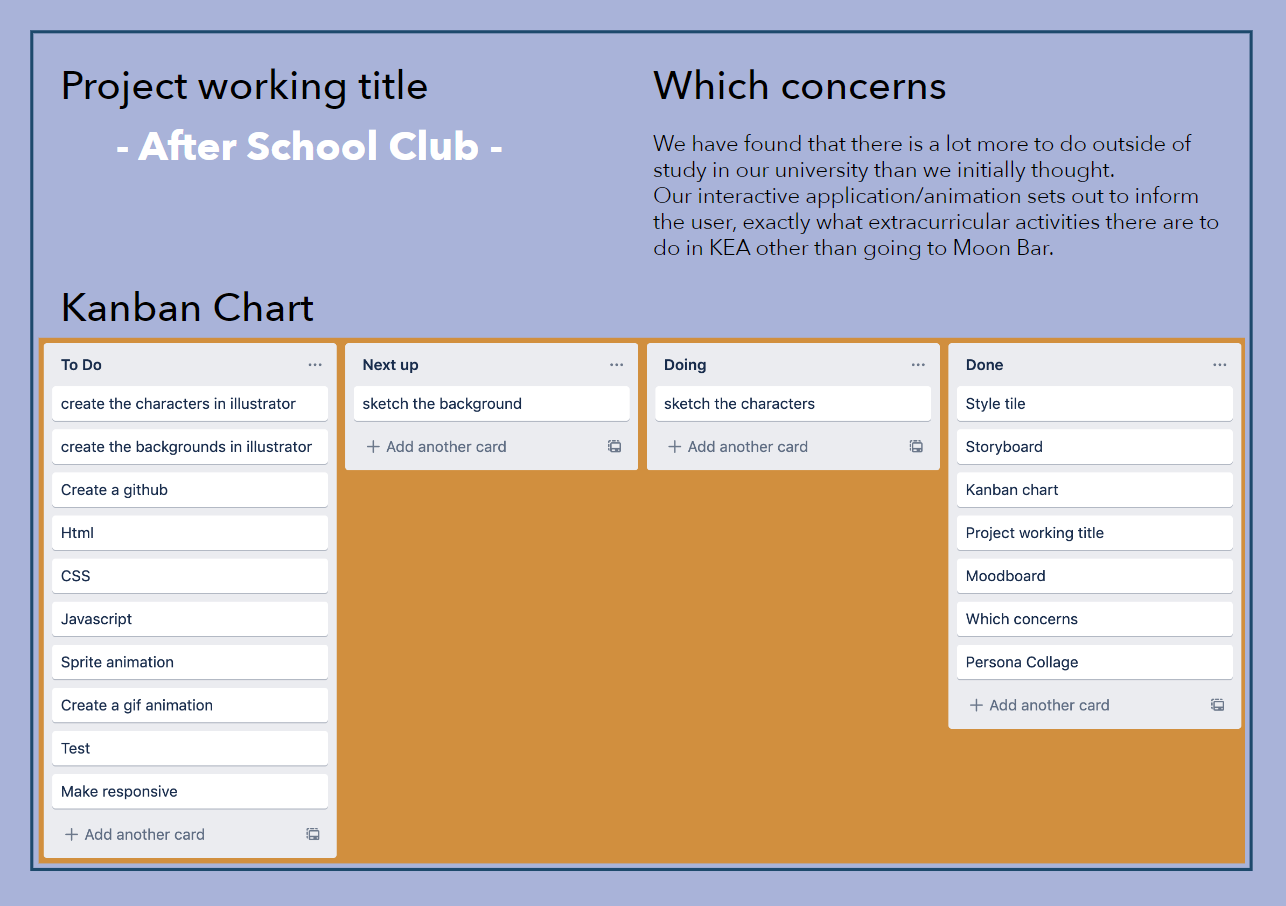 Project working title
- After School Club -
Which concerns
We have found that there is a lot more to do outside of
study in our university than we initially thought.
Our interactive application/animation sets out to inform
the user, exactly what extracurricular activities there are to
do in KEA other than going to Moon Bar.
Kanban Chart
To Do
create the characters in illustrator
create the backgrounds in illustrator
Create a github
Html
CSS
Javascript
Sprite animation
Create a gif animation
Test
Make responsive
+ Add another card
Next up
sketch the background
+ Add another card
Doing
sketch the characters
+ Add another card
Done
Style tile
Storyboard
Kanban chart
Project working title
Moodboard
Which concerns
Persona Collage
+ Add another card